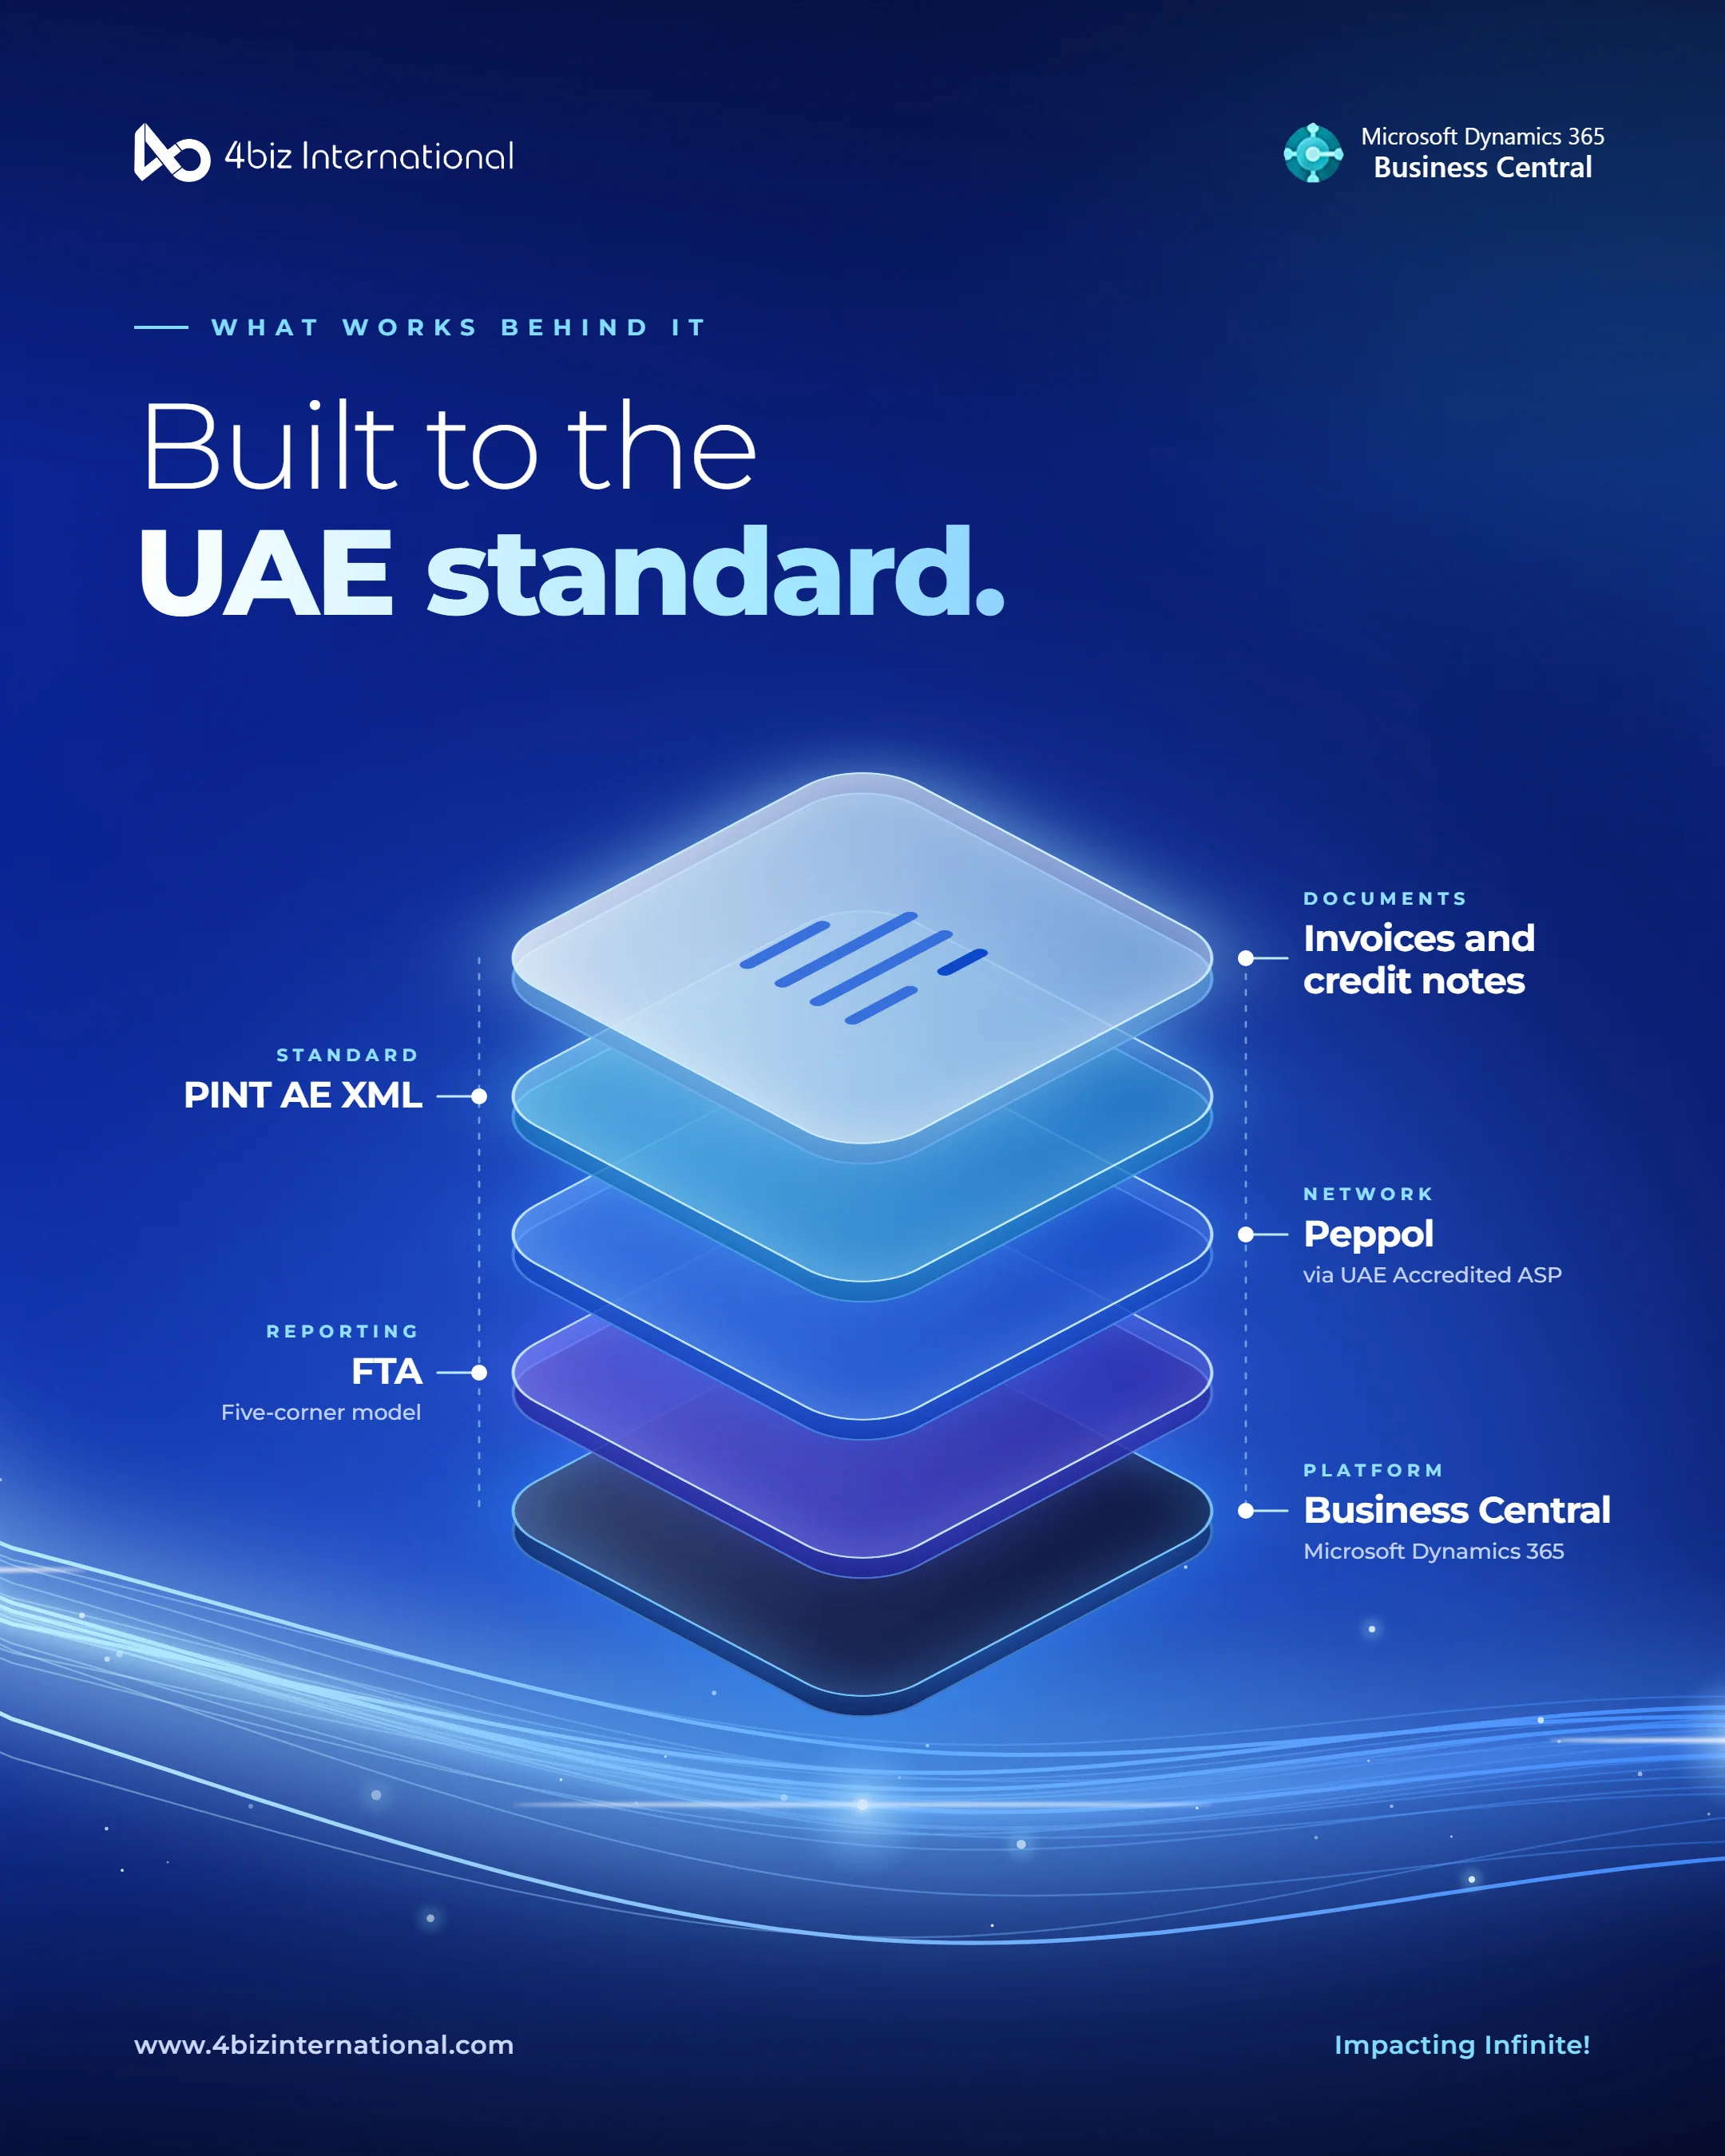 4biz International
Microsoft Dynamics 365
Business Central
WHAT WORKS BEHIND IT
Built to the
UAE standard.
DOCUMENTS
Invoices and
credit notes
STANDARD
PINT AE XML
NETWORK
Peppol
via UAE Accredited ASP
REPORTING
FTA
Five-corner model
PLATFORM
Business Central
Microsoft Dynamics 365
www.4bizinternational.com
Impacting Infinite!